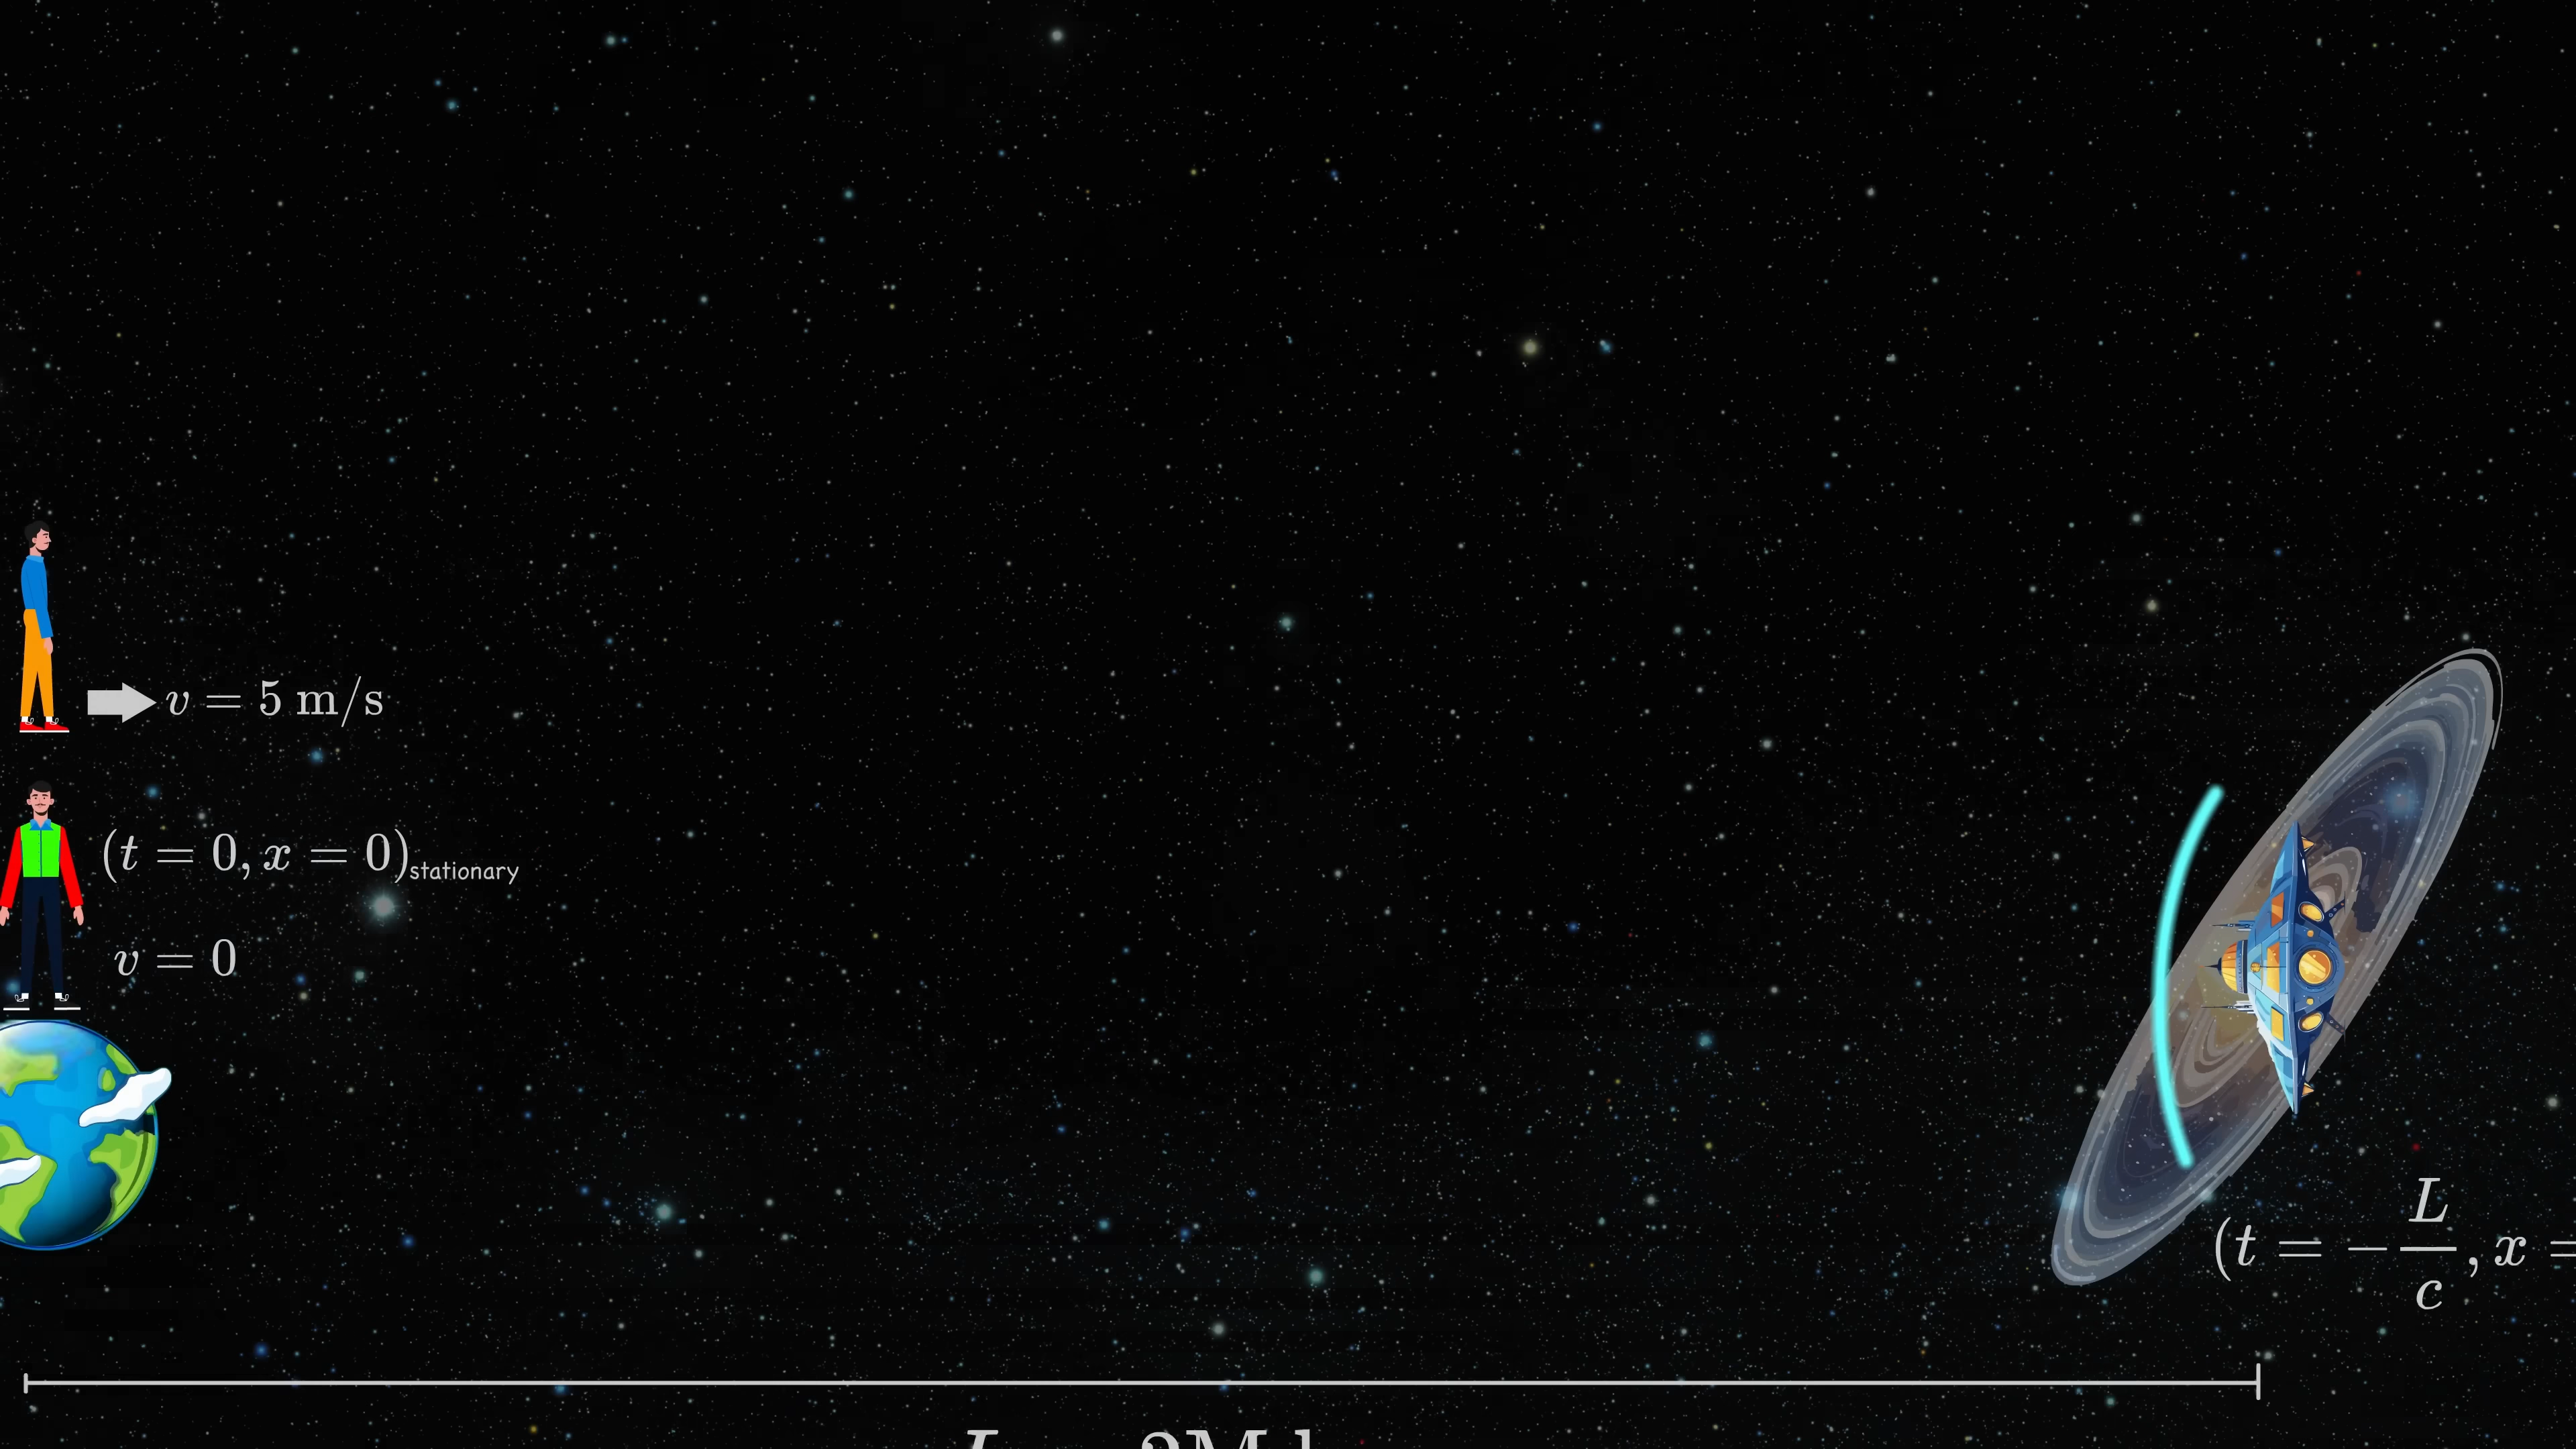 v = 5 m/s
(t = 0, x = 0)stationary
v = 0
(t = -L/c, x =